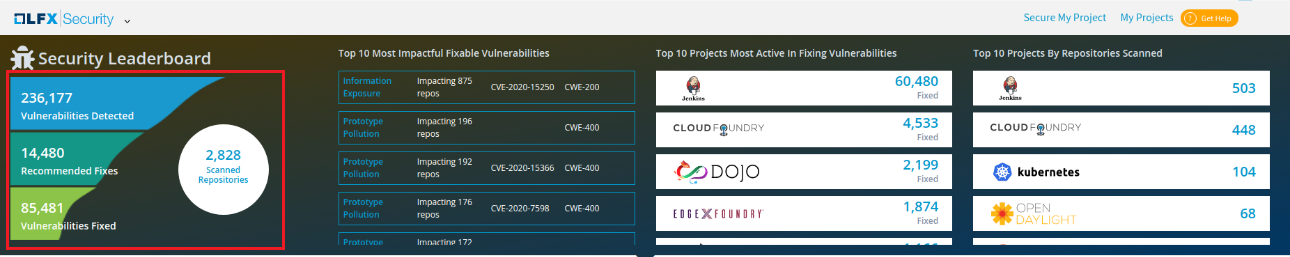 LFX Security
Secure My Project
My Projects
? Get Help
Security Leaderboard
236,177
Vulnerabilities Detected
14,480
Recommended Fixes
85,481
Vulnerabilities Fixed
2,828
Scanned
Repositories
Top 10 Most Impactful Fixable Vulnerabilities
Information Impacting 875 CVE-2020-15250 CWE-200
Exposure repos
Prototype Impacting 196 CWE-400
Pollution repos
Prototype Impacting 192 CVE-2020-15366 CWE-400
Pollution repos
Prototype Impacting 176 CVE-2020-7598 CWE-400
Pollution repos
Prototype Impacting 172
Top 10 Projects Most Active In Fixing Vulnerabilities
Jenkins 60,480
Fixed
CLOUD FOUNDRY 4,533
Fixed
DOJO 2,199
Fixed
EDGE X FOUNDRY 1,874
Fixed
Top 10 Projects By Repositories Scanned
Jenkins 503
CLOUD FOUNDRY 448
kubernetes 104
OPEN
DAYLIGHT 68